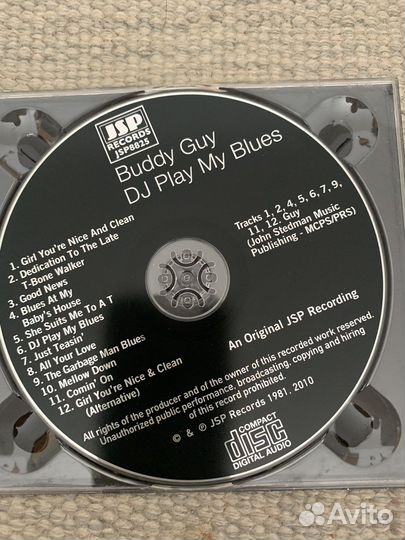 JSP
RECORDS
JSP8825
Buddy Guy
DJ Play My Blues
1. Girl You're Nice And Clean
2. Dedication To The Late
T-Bone Walker
3. Good News
4. Blues At My
Baby's House
5. She Suits Me To A T
6. DJ Play My Blues
7. Just Teasin'
8. All Your Love
9. The Garbage Man Blues
10. Mellow Down
11. Comin' On
12. Girl You're Nice & Clean
(Alternative)
Tracks 1, 2, 4, 5, 6, 7, 9,
11, 12. Guy
(John Stedman Music
Publishing - MCPS/PRS)
An Original JSP Recording
All rights of the producer and of the owner of this recorded work reserved.
Unauthorized public performance, broadcasting, copying and hiring
of this record prohibited.
© & ℗ JSP Records 1981, 2010
COMPACT
disc
DIGITAL AUDIO
Avito